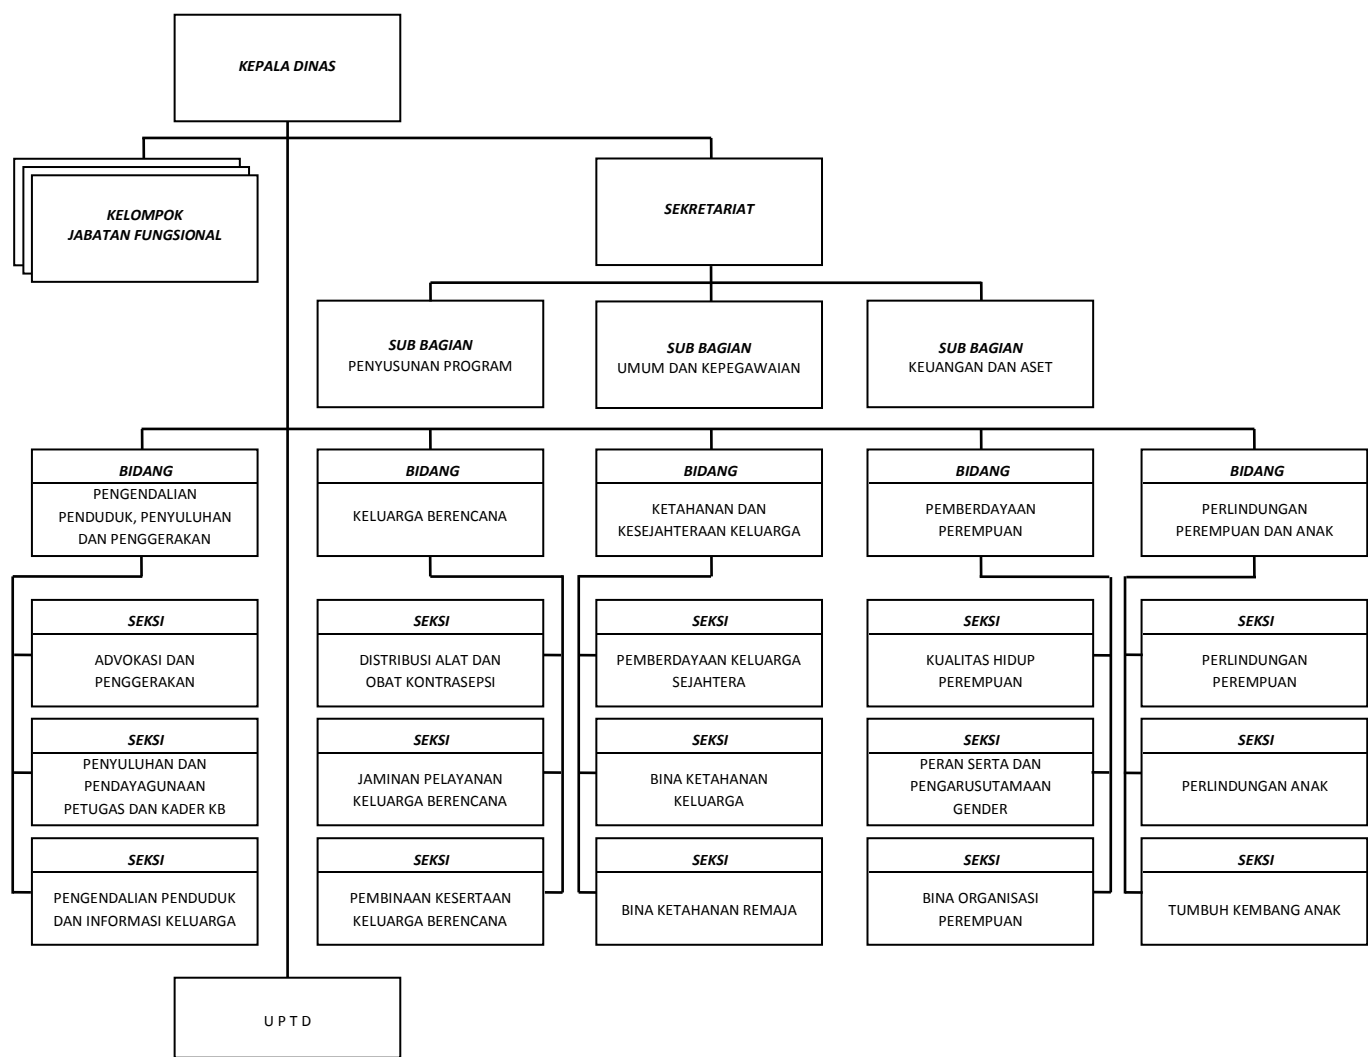 KEPALA DINAS
KELOMPOK
JABATAN FUNGSIONAL
SEKRETARIAT
SUB BAGIAN
PENYUSUNAN PROGRAM
SUB BAGIAN
UMUM DAN KEPEGAWAIAN
SUB BAGIAN
KEUANGAN DAN ASET
BIDANG
PENGENDALIAN
PENDUDUK, PENYULUHAN
DAN PENGGERAKAN
BIDANG
KELUARGA BERENCANA
BIDANG
KETAHANAN DAN
KESEJAHTERAAN KELUARGA
BIDANG
PEMBERDAYAAN
PEREMPUAN
BIDANG
PERLINDUNGAN
PEREMPUAN DAN ANAK
SEKSI
ADVOKASI DAN
PENGGERAKAN
SEKSI
DISTRIBUSI ALAT DAN
OBAT KONTRASEPSI
SEKSI
PEMBERDAYAAN KELUARGA
SEJAHTERA
SEKSI
KUALITAS HIDUP
PEREMPUAN
SEKSI
PERLINDUNGAN
PEREMPUAN
SEKSI
PENYULUHAN DAN
PENDAYAGUNAAN
PETUGAS DAN KADER KB
SEKSI
JAMINAN PELAYANAN
KELUARGA BERENCANA
SEKSI
BINA KETAHANAN
KELUARGA
SEKSI
PERAN SERTA DAN
PENGARUSUTAMAAN
GENDER
SEKSI
PERLINDUNGAN ANAK
SEKSI
PENGENDALIAN PENDUDUK
DAN INFORMASI KELUARGA
SEKSI
PEMBINAAN KESERTAAN
KELUARGA BERENCANA
SEKSI
BINA KETAHANAN REMAJA
SEKSI
BINA ORGANISASI
PEREMPUAN
SEKSI
TUMBUH KEMBANG ANAK
U P T D